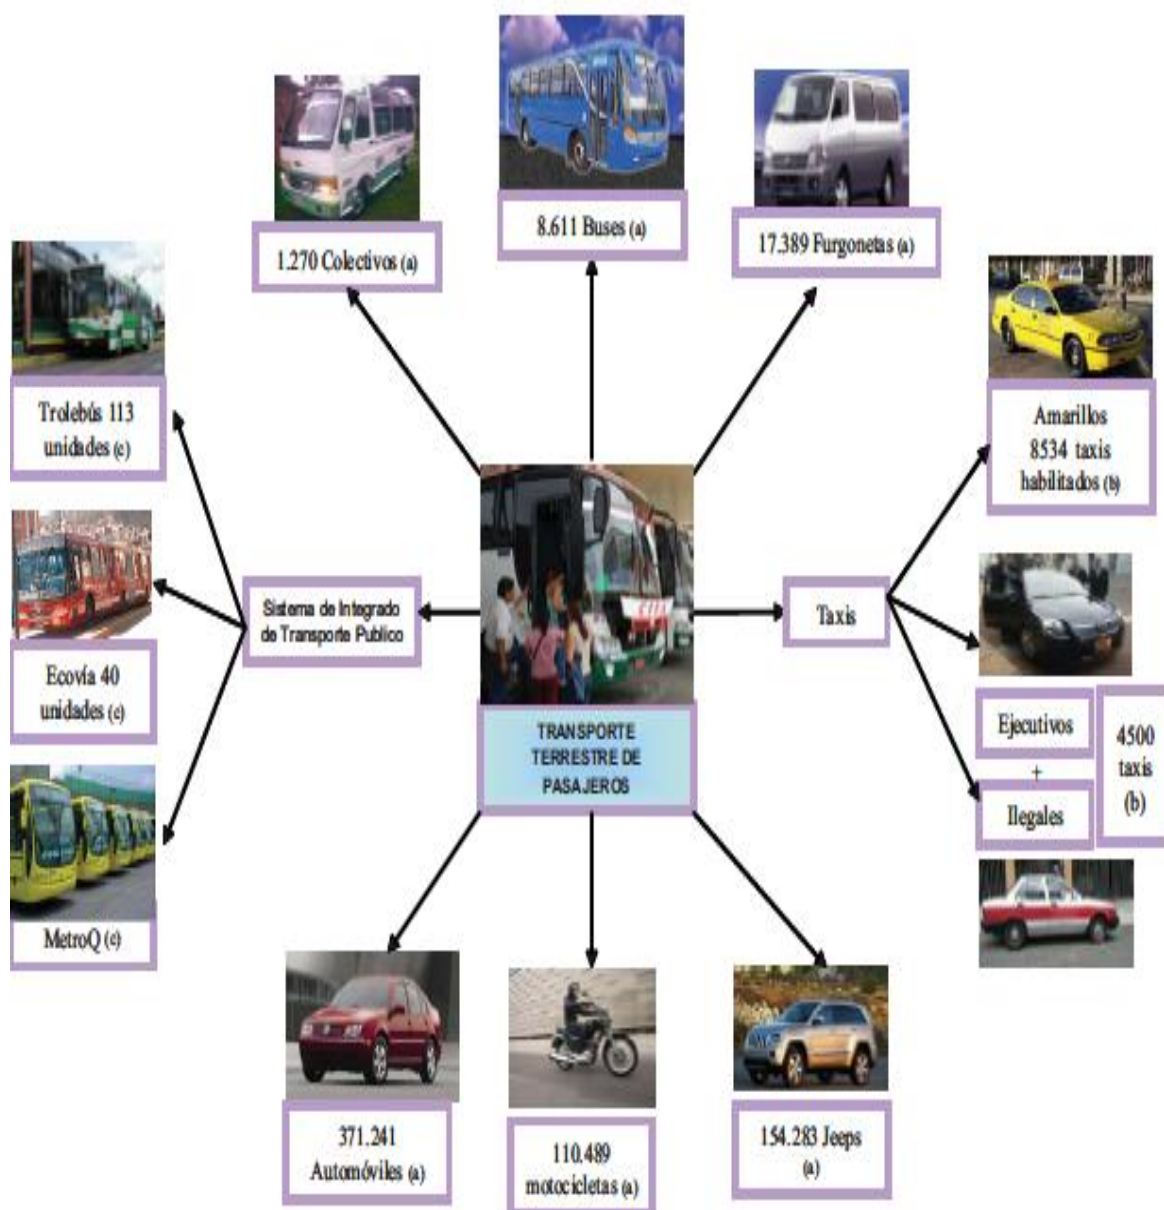 8.611 Buses (a)
1.270 Colectivos (a)
17.389 Furgonetas (a)
Trolebús 113
unidades (c)
Amarillos
8534 taxis
habilitados (b)
Sistema de Integrado
de Transporte Publico
Taxis
Ecovía 40
unidades (c)
Ejecutivos
+
Ilegales
4500
taxis
(b)
TRANSPORTE
TERRESTRE DE
PASAJEROS
MetroQ (c)
371.241
Automóviles (a)
110.489
motocicletas (a)
154.283 Jeeps
(a)